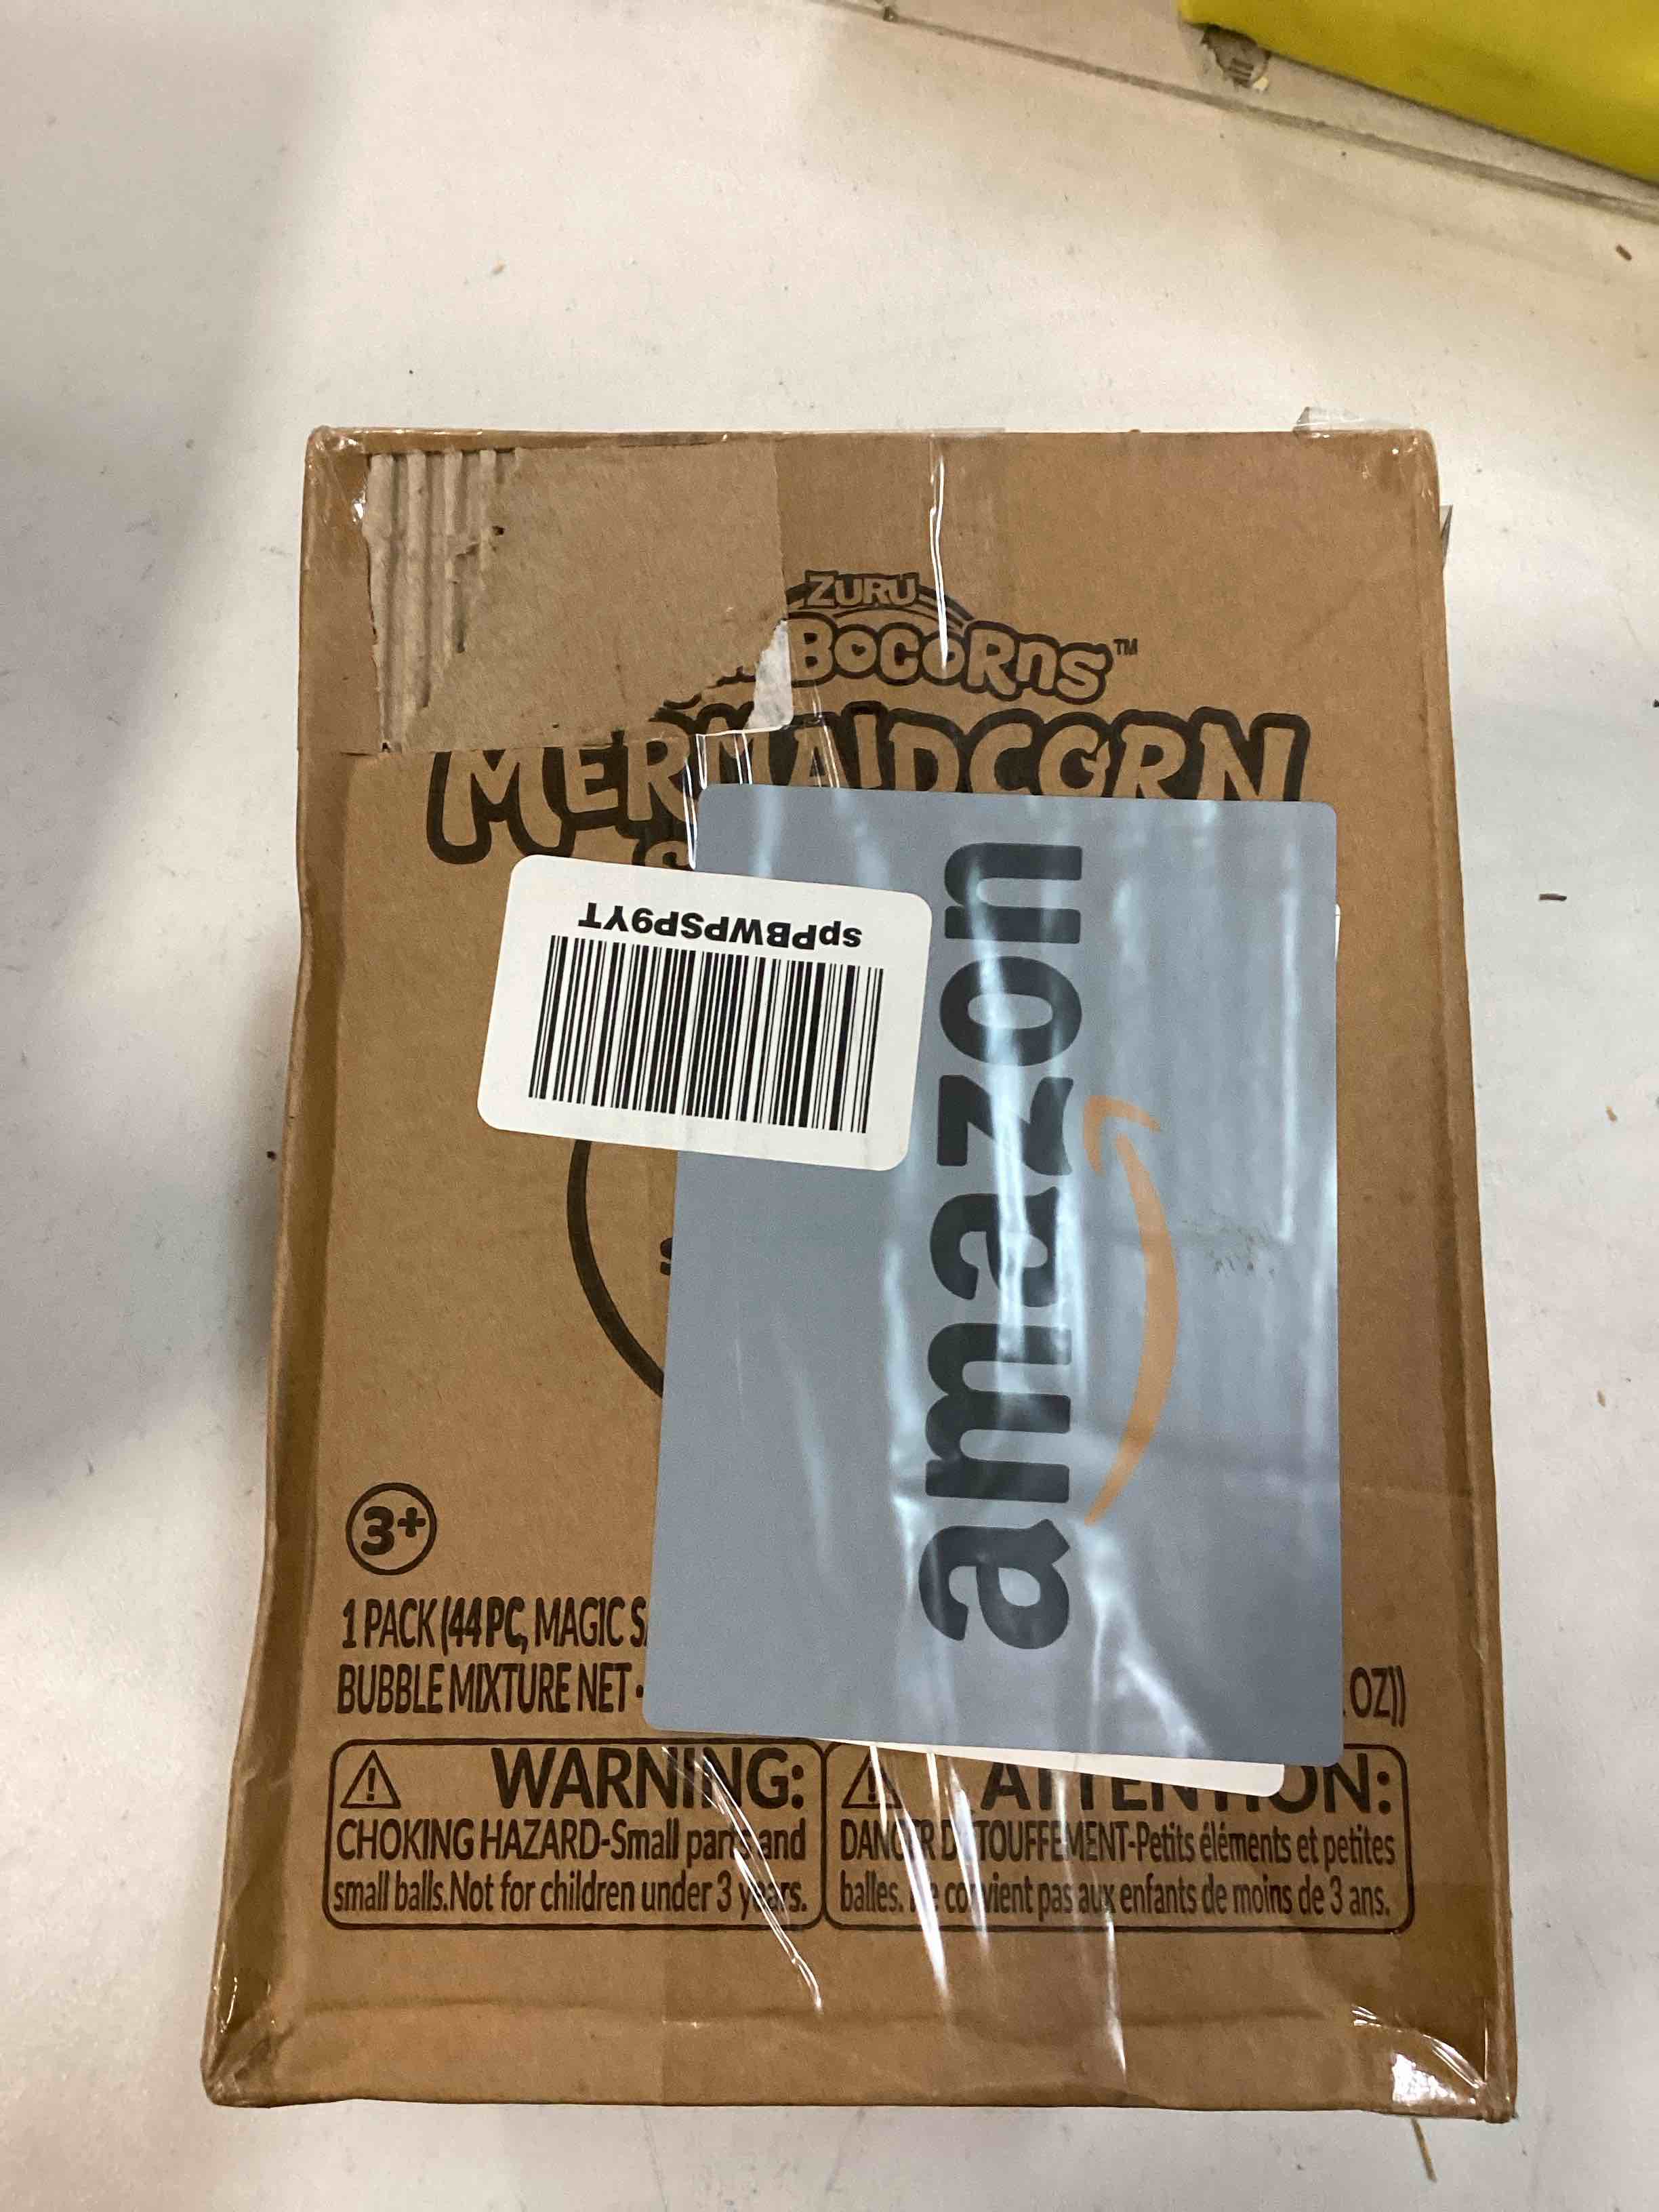 ZURU
BOCORNS™
MERMAIDCORN
spPBWPSP9YT
amazon
3+
1 PACK (44 PC, MAGIC
BUBBLE MIXTURE NET
OZ))
WARNING:
CHOKING HAZARD-Small parts and
small balls.Not for children under 3 years.
ATTENTION:
DANGER D'ÉTOUFFEMENT-Petits éléments et petites
balles. Ne convient pas aux enfants de moins de 3 ans.